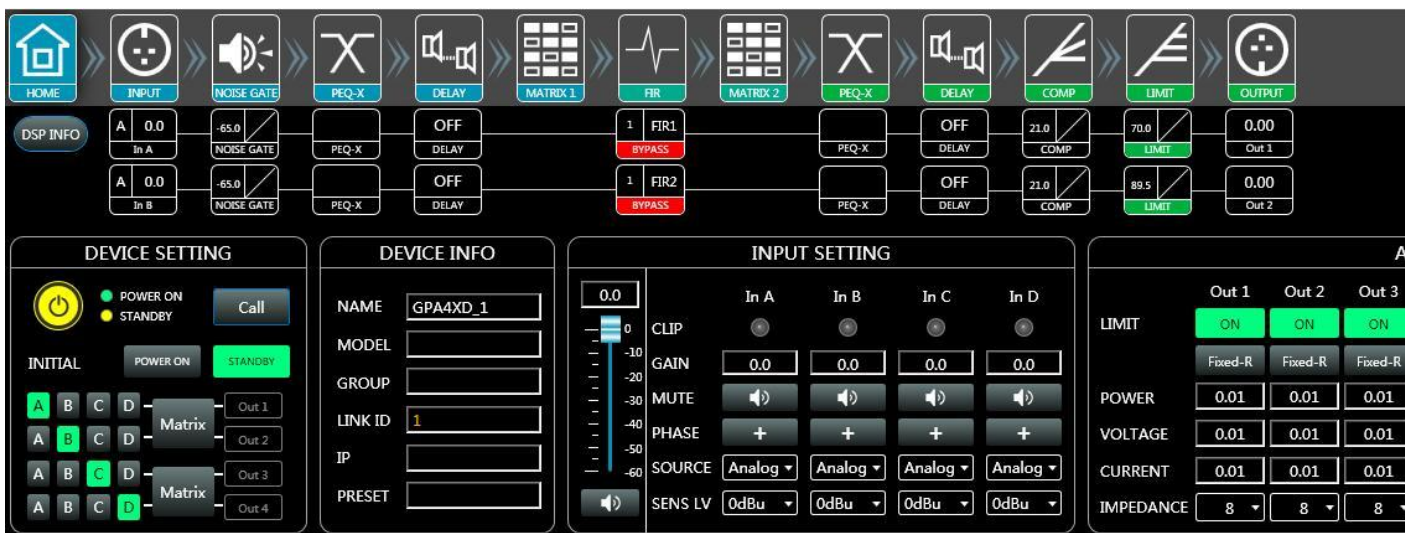 HOME INPUT NOISE GATE PEQ-X DELAY MATRIX 1 FIR MATRIX 2 PEQ-X DELAY COMP LIMIT OUTPUT
DSP INFO A 0.0 -65.0 OFF 1 FIR1 OFF 21.0 70.0 0.00
In A NOISE GATE PEQ-X DELAY BYPASS PEQ-X DELAY COMP LIMIT Out 1
A 0.0 -65.0 OFF 1 FIR2 OFF 21.0 89.5 0.00
In B NOISE GATE PEQ-X DELAY BYPASS PEQ-X DELAY COMP LIMIT Out 2
DEVICE SETTING
POWER ON
STANDBY
Call
INITIAL POWER ON STANDBY
A B C D Out 1
Matrix
A B C D Out 2
A B C D Out 3
Matrix
A B C D Out 4
DEVICE INFO
NAME GPA4XD_1
MODEL
GROUP
LINK ID 1
IP
PRESET
INPUT SETTING
0.0
0
-10
-20
-30
-40
-50
-60
In A In B In C In D
CLIP
GAIN 0.0 0.0 0.0 0.0
MUTE
PHASE + + + +
SOURCE Analog Analog Analog Analog
SENS LV 0dBu 0dBu 0dBu 0dBu
A
Out 1 Out 2 Out 3
LIMIT ON ON ON
Fixed-R Fixed-R Fixed-R
POWER 0.01 0.01 0.01
VOLTAGE 0.01 0.01 0.01
CURRENT 0.01 0.01 0.01
IMPEDANCE 8 8 8